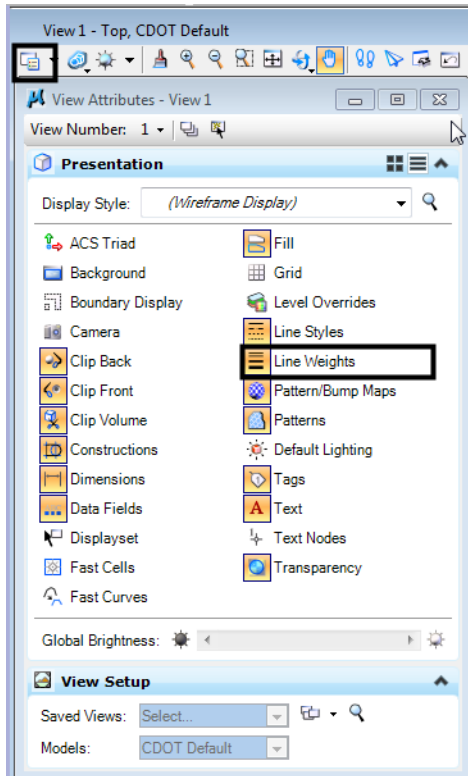 View 1 - Top, CDOT Default
View Attributes - View 1
View Number: 1
Presentation
Display Style: (Wireframe Display)
ACS Triad
Fill
Background
Grid
Boundary Display
Level Overrides
Camera
Line Styles
Clip Back
Line Weights
Clip Front
Pattern/Bump Maps
Clip Volume
Patterns
Constructions
Default Lighting
Dimensions
Tags
Data Fields
A Text
Displayset
Text Nodes
Fast Cells
Transparency
Fast Curves
Global Brightness:
View Setup
Saved Views: Select...
Models: CDOT Default